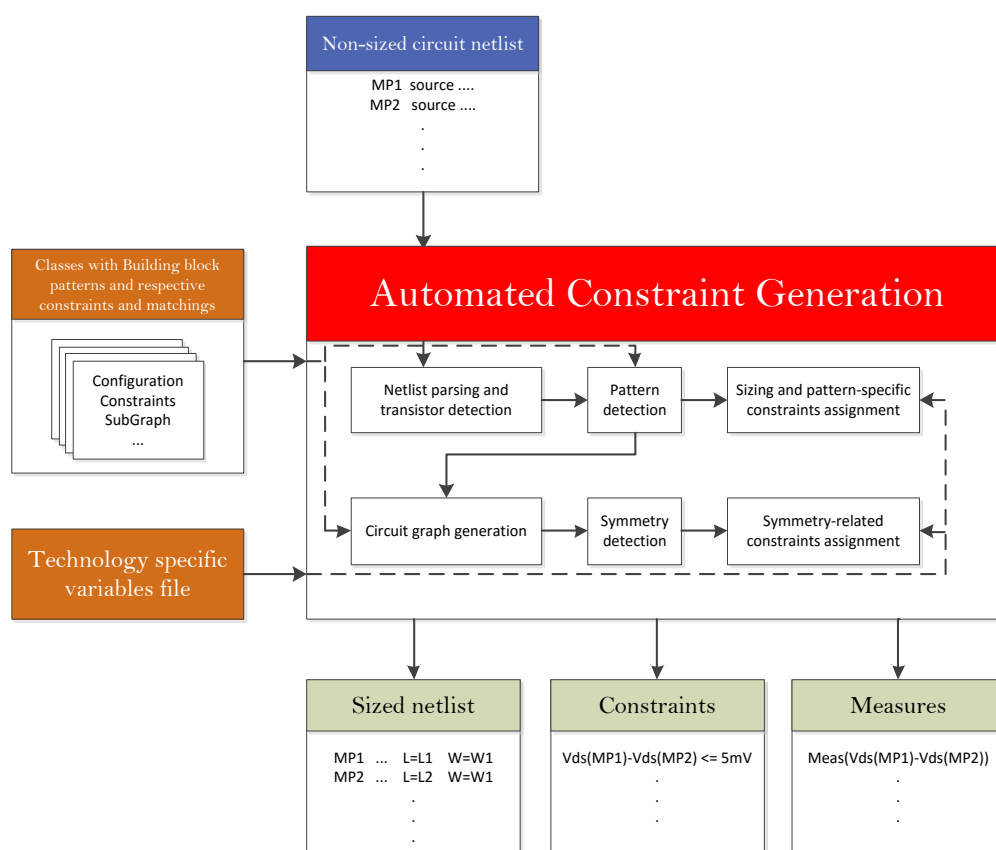 Non-sized circuit netlist
MP1 source ....
MP2 source ....
.
.
.
Classes with Building block
patterns and respective
constraints and matchings
Configuration
Constraints
SubGraph
...
Technology specific
variables file
Automated Constraint Generation
Netlist parsing and
transistor detection
Pattern
detection
Sizing and pattern-specific
constraints assignment
Circuit graph generation
Symmetry
detection
Symmetry-related
constraints assignment
Sized netlist
MP1 ... L=L1 W=W1
MP2 ... L=L2 W=W1
.
.
.
Constraints
Vds(MP1)-Vds(MP2) <= 5mV
.
.
.
Measures
Meas(Vds(MP1)-Vds(MP2))
.
.
.